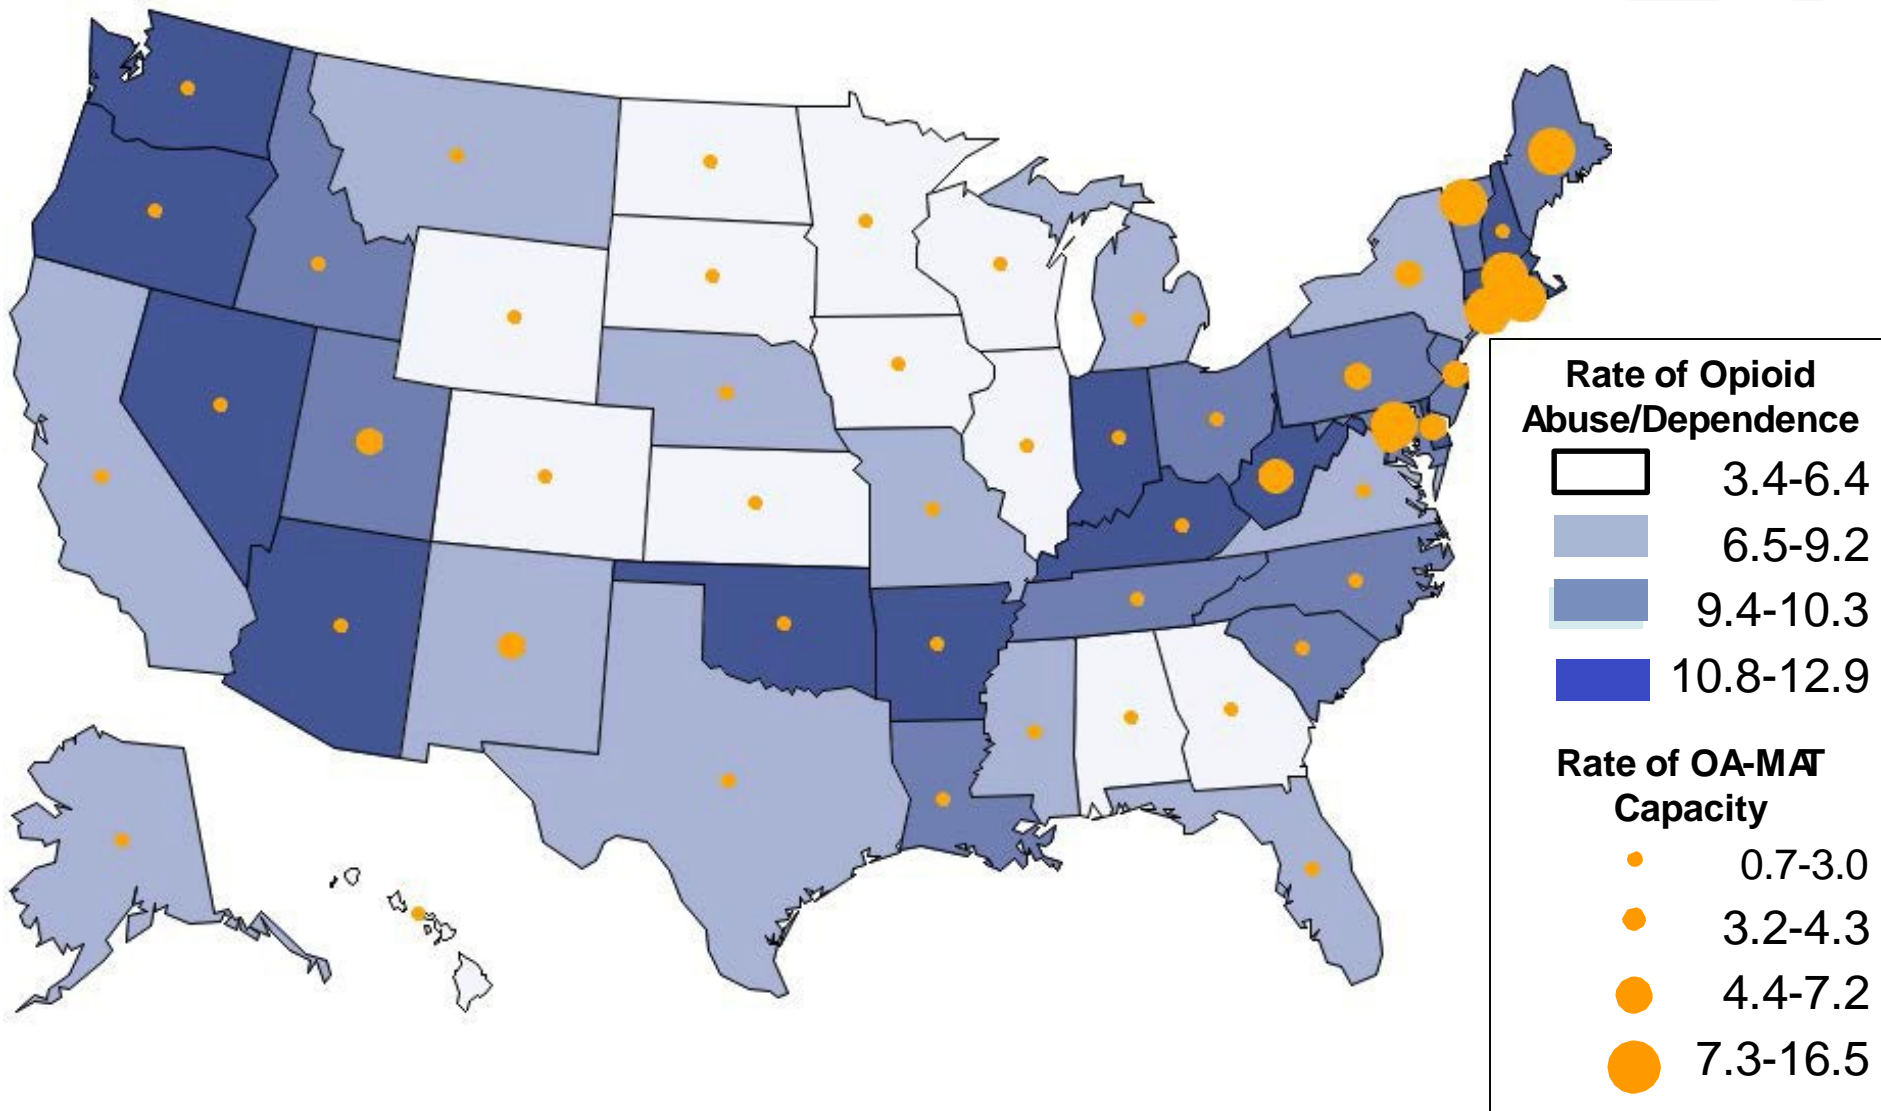 Rate of Opioid
Abuse/Dependence
3.4-6.4
6.5-9.2
9.4-10.3
10.8-12.9
Rate of OA-MAT
Capacity
0.7-3.0
3.2-4.3
4.4-7.2
7.3-16.5